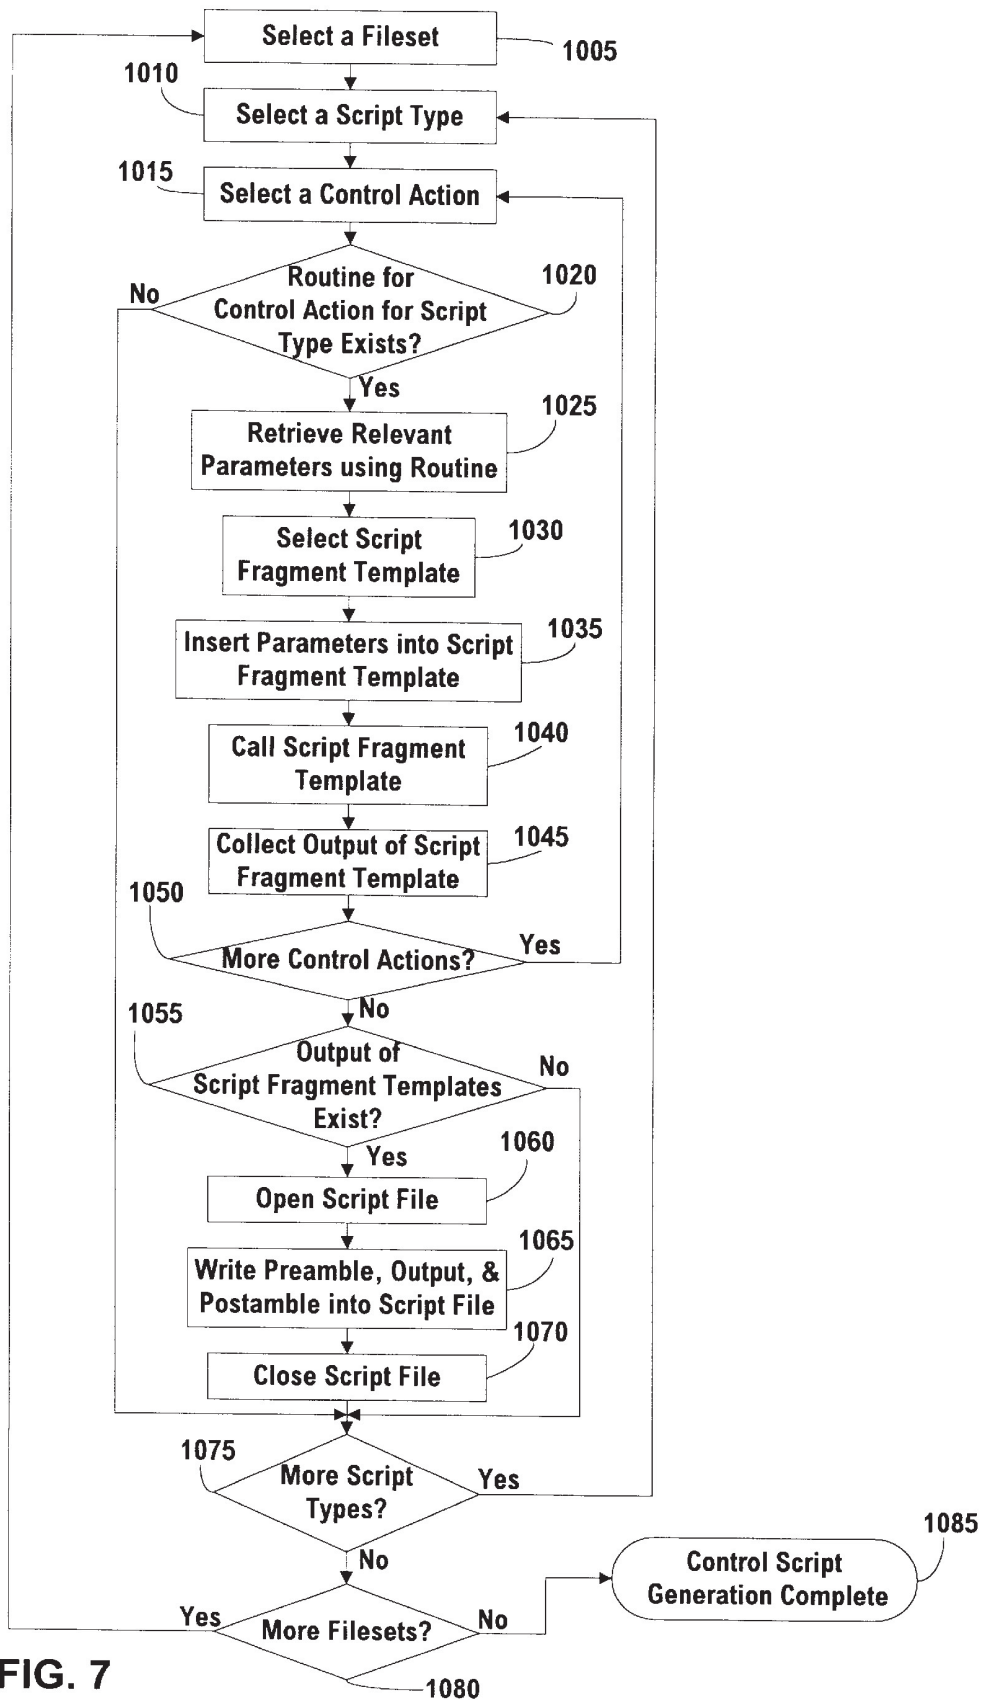 Select a Fileset
1005
1010
Select a Script Type
1015
Select a Control Action
Routine for
Control Action for Script
Type Exists?
1020
No
Yes
1025
Retrieve Relevant
Parameters using Routine
1030
Select Script
Fragment Template
1035
Insert Parameters into Script
Fragment Template
1040
Call Script Fragment
Template
1045
Collect Output of Script
Fragment Template
1050
More Control Actions?
Yes
No
1055
Output of
Script Fragment Templates
Exist?
No
Yes
1060
Open Script File
1065
Write Preamble, Output, &
Postamble into Script File
1070
Close Script File
1075
More Script
Types?
Yes
No
1085
Control Script
Generation Complete
Yes
More Filesets?
No
1080
FIG. 7